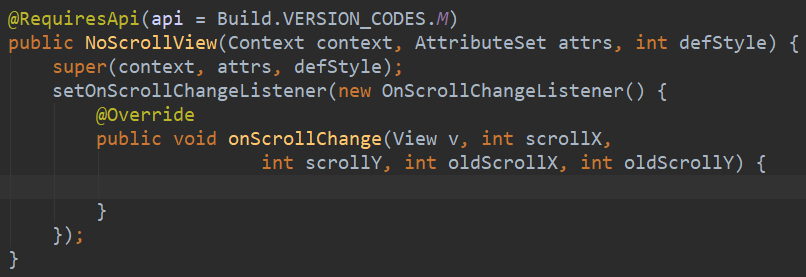 @RequiresApi(api = Build.VERSION_CODES.M)
public NoScrollView(Context context, AttributeSet attrs, int defStyle) {
    super(context, attrs, defStyle);
    setOnScrollChangeListener(new OnScrollChangeListener() {
        @Override
        public void onScrollChange(View v, int scrollX,
                       int scrollY, int oldScrollX, int oldScrollY) {
        }
    });
}